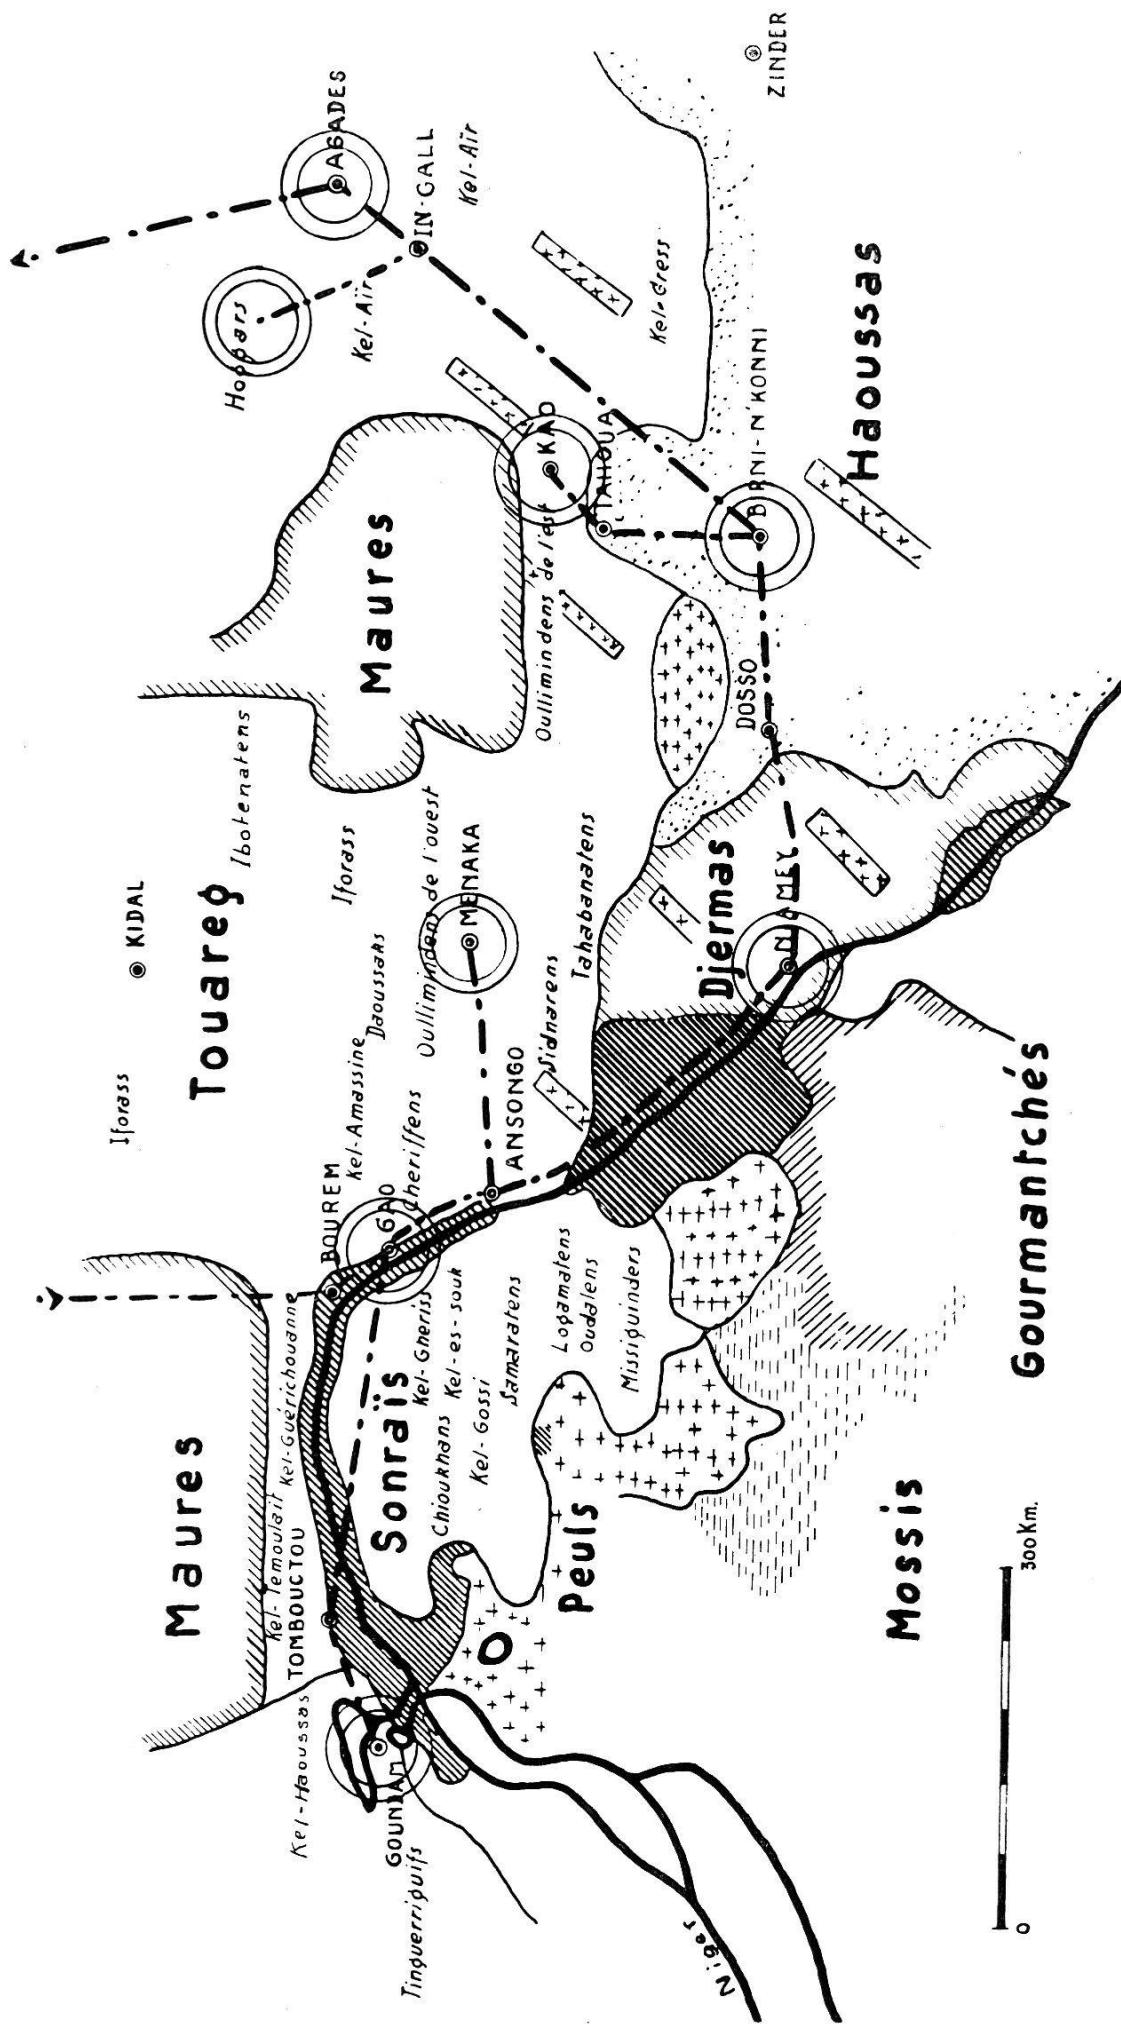 Iforass
KIDAL
Touareg
Maures
Ibotenatens
Hoggars
Kel-Temoulait
Kel-Guérichouanne
TOMBOUCTOU
Kel-Haoussas
BOUREM
Iforass
AGADES
Kel-Amassine
Daoussaks
Maures
Kel-Aïr
GOUNDAM
GAO
Sonraïs
Tinguerriguifs
Cheriffens
Kel-Gheriss
Oullimindens de l'ouest
IN-GALL
Chioukhans
Kel-es-souk
MENAKA
Kel-Aïr
Kel-Gossi
Samaratens
ANSONGO
Sidnarens
Oullimindens de l'est
KAO
Logamatens
Oudalens
Peuls
Tahabanatens
TAHOUA
Missiguinders
Kel-Gress
Niger
Djermas
NIAMEY
DOSSO
BIRNI-N'KONNI
ZINDER
Haoussas
Mossis
Gourmantchés
0
300 Km.